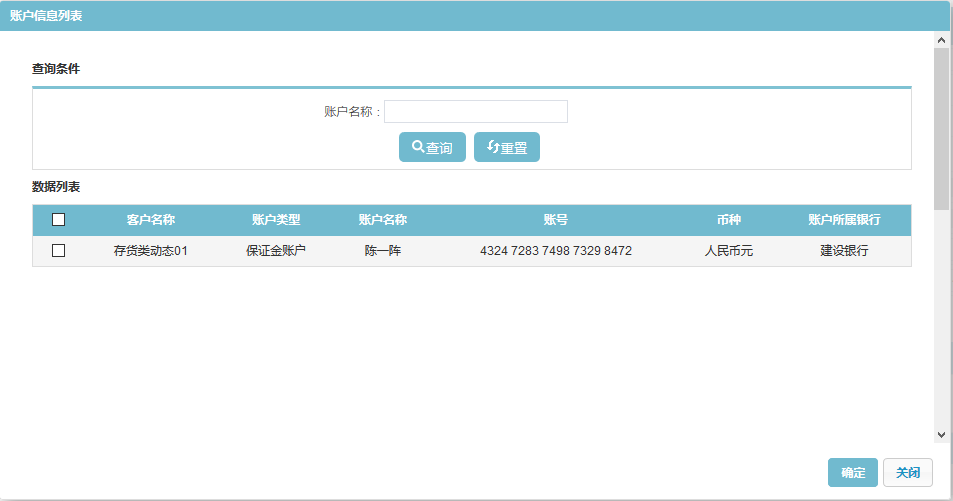 账户信息列表
查询条件
账户名称：
查询 重置
数据列表
客户名称 账户类型 账户名称 账号 币种 账户所属银行
存货类动态01 保证金账户 陈一阵 4324 7283 7498 7329 8472 人民币元 建设银行
确定 关闭